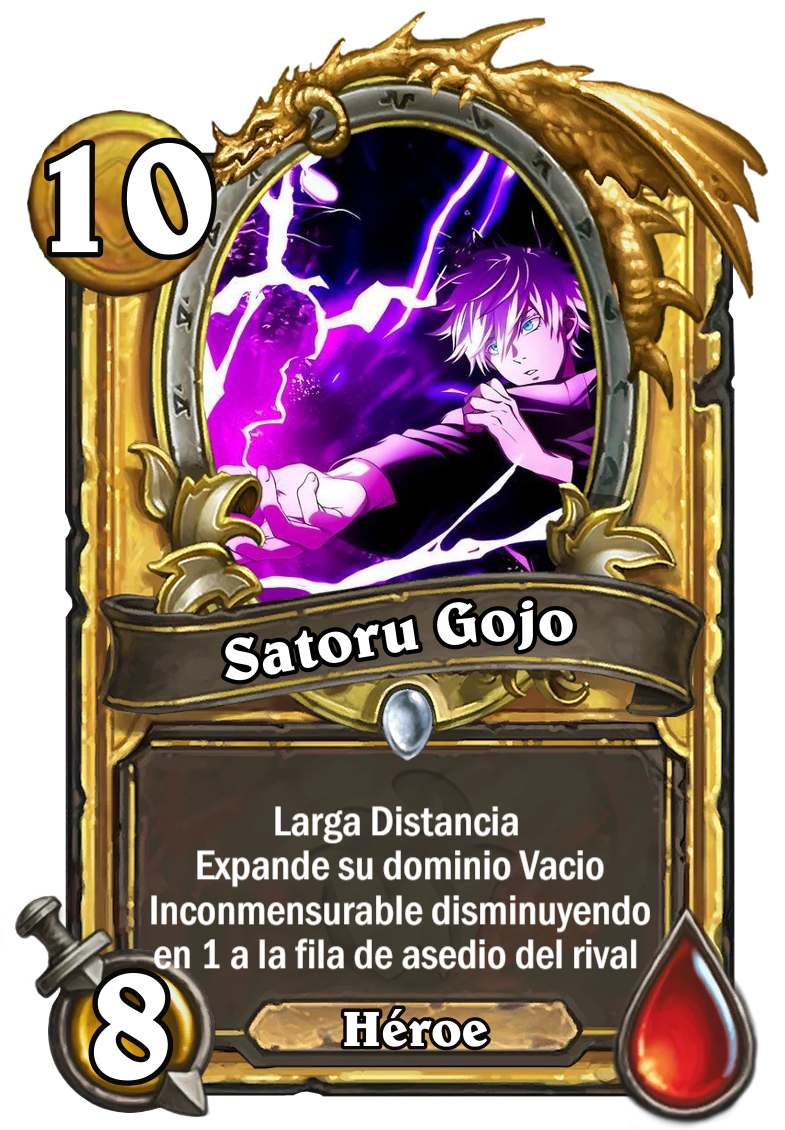 10
Satoru Gojo
Larga Distancia
Expande su dominio Vacio
Inconmensurable disminuyendo
en 1 a la fila de asedio del rival
8
Héroe